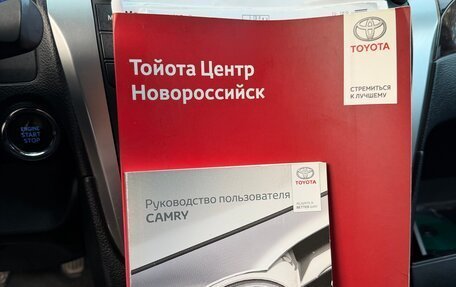 TOYOTA
СТРЕМИТЬСЯ
К ЛУЧШЕМУ
Тойота Центр
Новороссийск
ENGINE
START
STOP
TOYOTA
Руководство пользователя
CAMRY